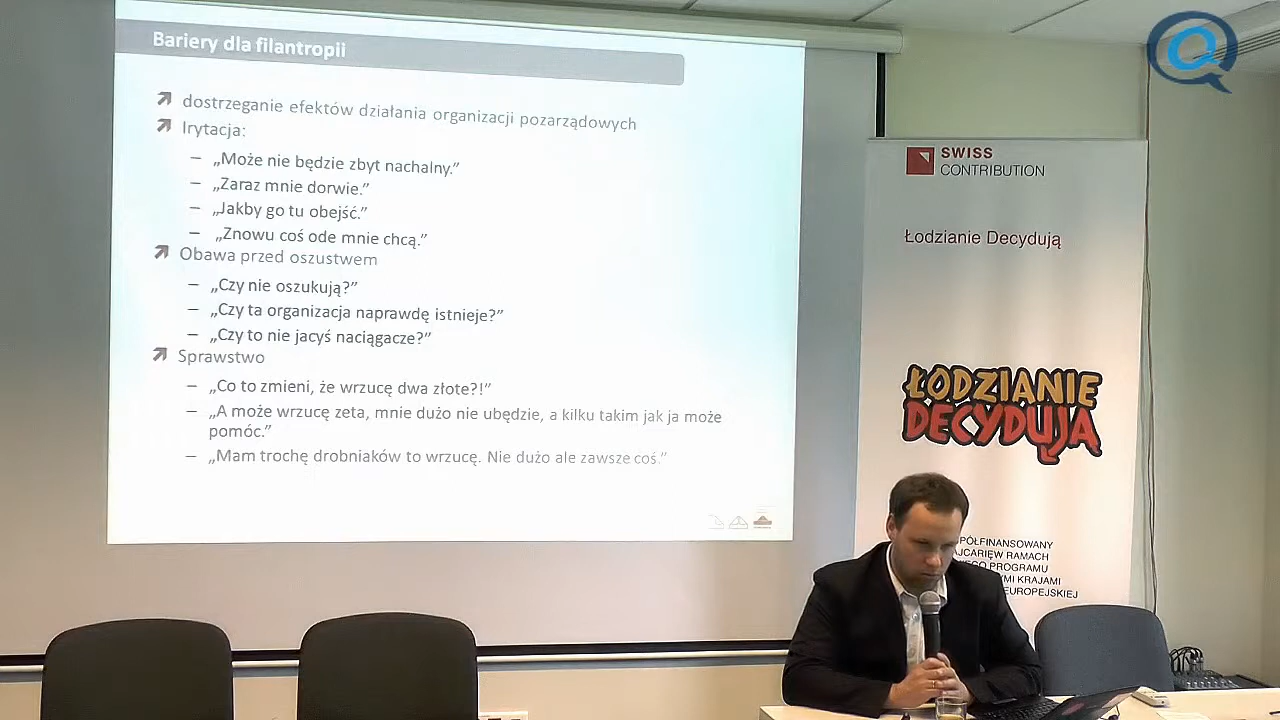 Bariery dla filantropii
dostrzeganie efektów działania organizacji pozarządowych
Irytacja:
– „Może nie będzie zbyt nachalny.”
– „Zaraz mnie dorwie.”
– „Jakby go tu obejść.”
– „Znowu coś ode mnie chcą.”
Obawa przed oszustwem
– „Czy nie oszukują?”
– „Czy ta organizacja naprawdę istnieje?”
– „Czy to nie jacyś naciągacze?”
Sprawstwo
– „Co to zmieni, że wrzucę dwa złote?!”
– „A może wrzucę zeta, mnie dużo nie ubędzie, a kilku takim jak ja może
pomóc.”
– „Mam trochę drobniaków to wrzucę. Nie dużo ale zawsze coś.”
SWISS
CONTRIBUTION
Łodzianie Decydują
ŁODZIANIE
DECYDUJĄ
PÓŁFINANSOWANY
AJCARIĘ W RAMACH
EGO PROGRAMU
YMI KRAJAMI
EUROPEJSKIEJ